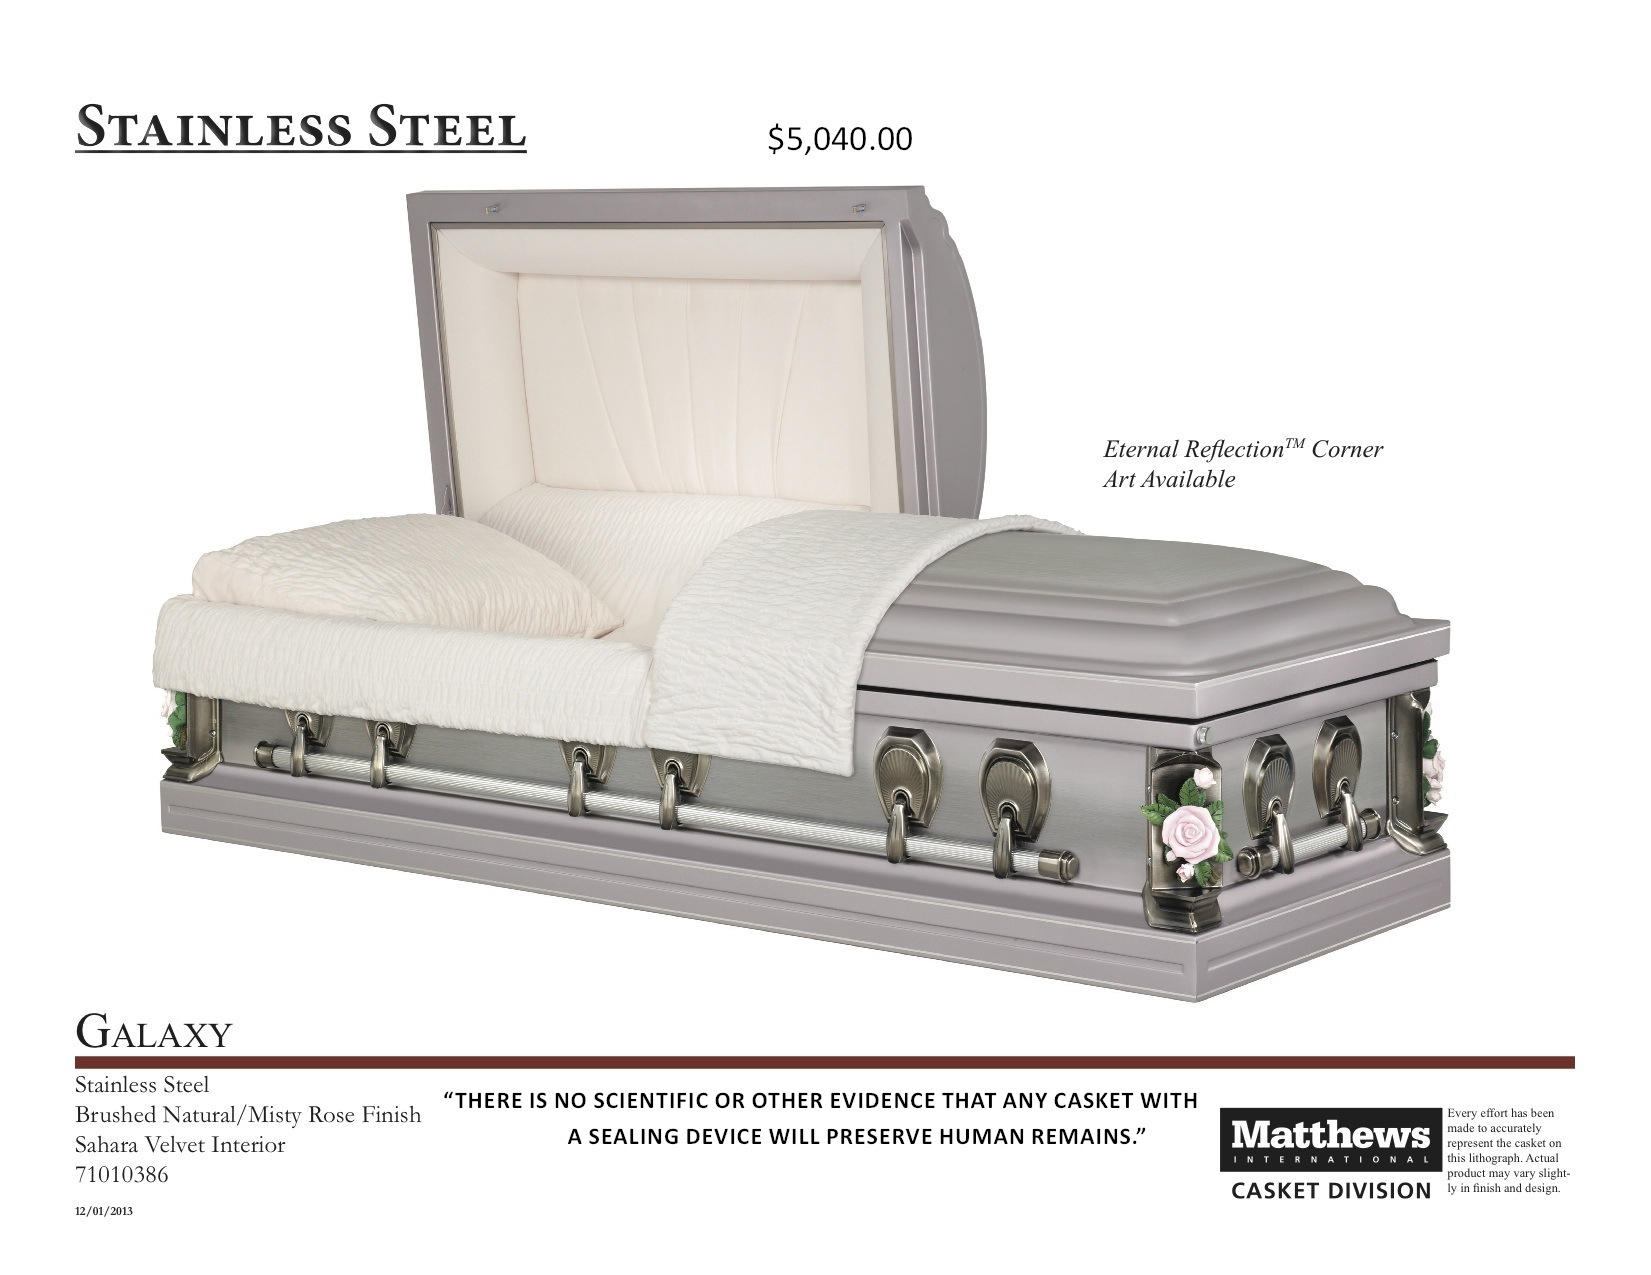 STAINLESS STEEL
$5,040.00
Eternal Reflection™ Corner
Art Available
GALAXY
Stainless Steel
Brushed Natural/Misty Rose Finish
Sahara Velvet Interior
71010386
12/01/2013
“THERE IS NO SCIENTIFIC OR OTHER EVIDENCE THAT ANY CASKET WITH
A SEALING DEVICE WILL PRESERVE HUMAN REMAINS.”
Matthews
INTERNATIONAL
CASKET DIVISION
Every effort has been
made to accurately
represent the casket on
this lithograph. Actual
product may vary slight-
ly in finish and design.